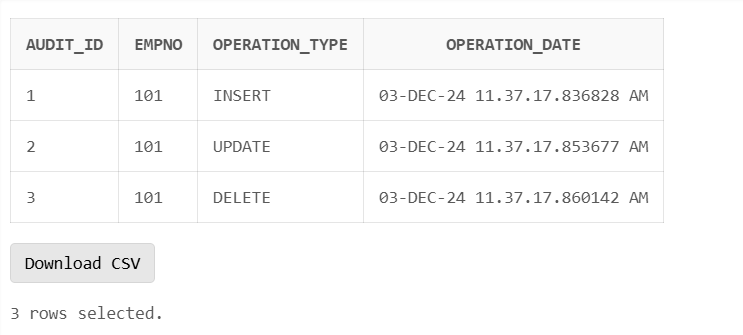 AUDIT_ID EMPNO OPERATION_TYPE OPERATION_DATE
1 101 INSERT 03-DEC-24 11.37.17.836828 AM
2 101 UPDATE 03-DEC-24 11.37.17.853677 AM
3 101 DELETE 03-DEC-24 11.37.17.860142 AM
Download CSV
3 rows selected.